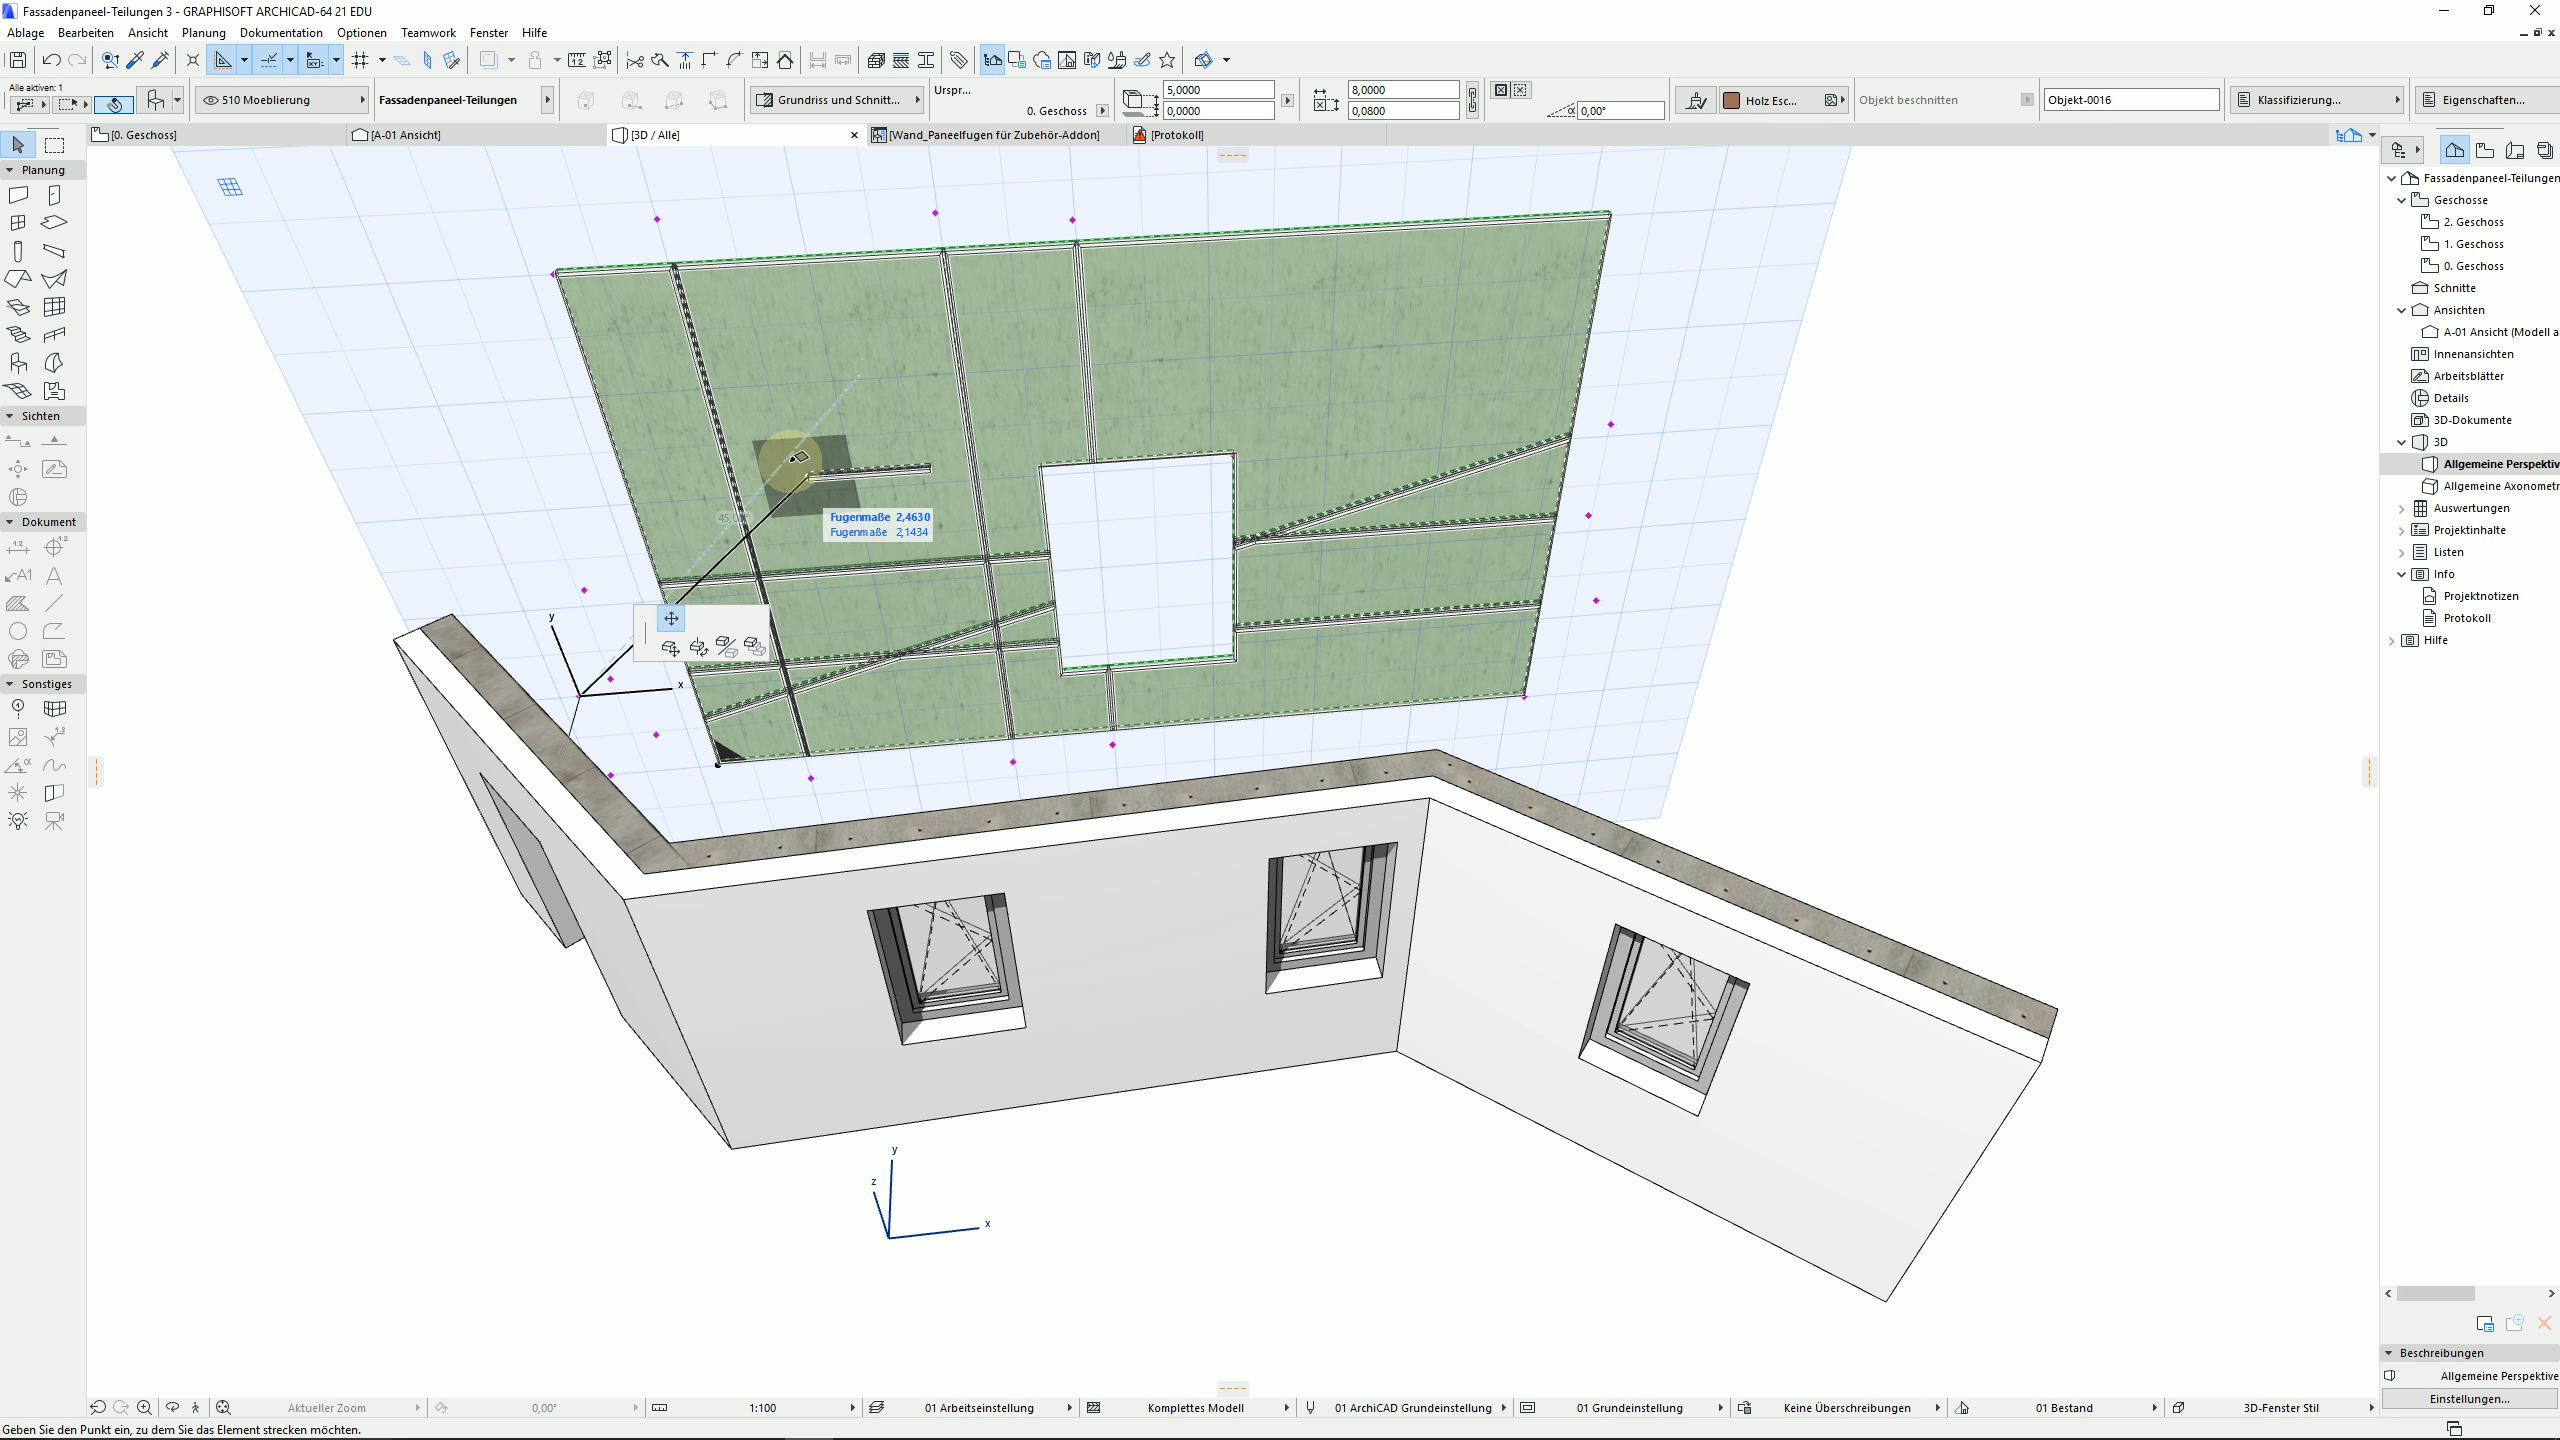 Fassadenpaneel-Teilungen 3 - GRAPHISOFT ARCHICAD-64 21 EDU
Ablage Bearbeiten Ansicht Planung Dokumentation Optionen Teamwork Fenster Hilfe
Alle aktiven: 1
510 Moeblierung
Fassadenpaneel-Teilungen
Grundriss und Schnitt...
Urspr...
0. Geschoss
5,0000
0,0000
8,0000
0,0800
0,00°
Holz Esc...
Objekt beschnitten
Objekt-0016
Klassifizierung...
Eigenschaften...
[0. Geschoss]
[A-01 Ansicht]
[3D / Alle]
[Wand_Paneelfugen für Zubehör-Addon]
[Protokoll]
Planung
Sichten
Dokument
Sonstiges
Fugenmaße 2,4630
Fugenmaße 2,1434
y
x
y
z
x
Fassadenpaneel-Teilungen
Geschosse
2. Geschoss
1. Geschoss
0. Geschoss
Schnitte
Ansichten
A-01 Ansicht (Modell a
Innenansichten
Arbeitsblätter
Details
3D-Dokumente
3D
Allgemeine Perspektiv
Allgemeine Axonometr
Auswertungen
Projektinhalte
Listen
Info
Projektnotizen
Protokoll
Hilfe
Beschreibungen
Allgemeine Perspektive
Einstellungen...
Aktueller Zoom
0,00°
1:100
01 Arbeitseinstellung
Komplettes Modell
01 ArchiCAD Grundeinstellung
01 Grundeinstellung
Keine Überschreibungen
01 Bestand
3D-Fenster Stil
Geben Sie den Punkt ein, zu dem Sie das Element strecken möchten.